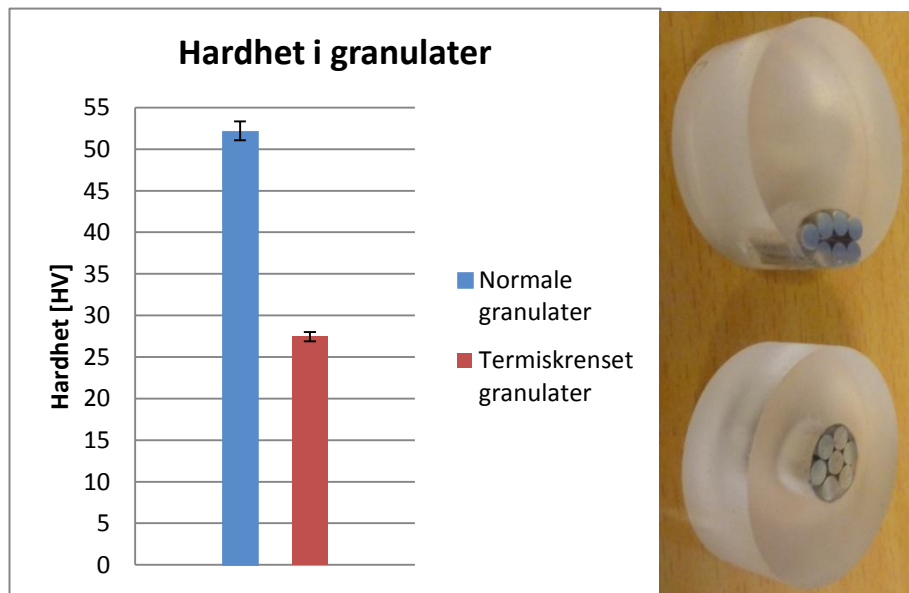 Hardhet i granulater
Hardhet [HV]
55
50
45
40
35
30
25
20
15
10
5
0
Normale
granulater
Termiskrenset
granulater